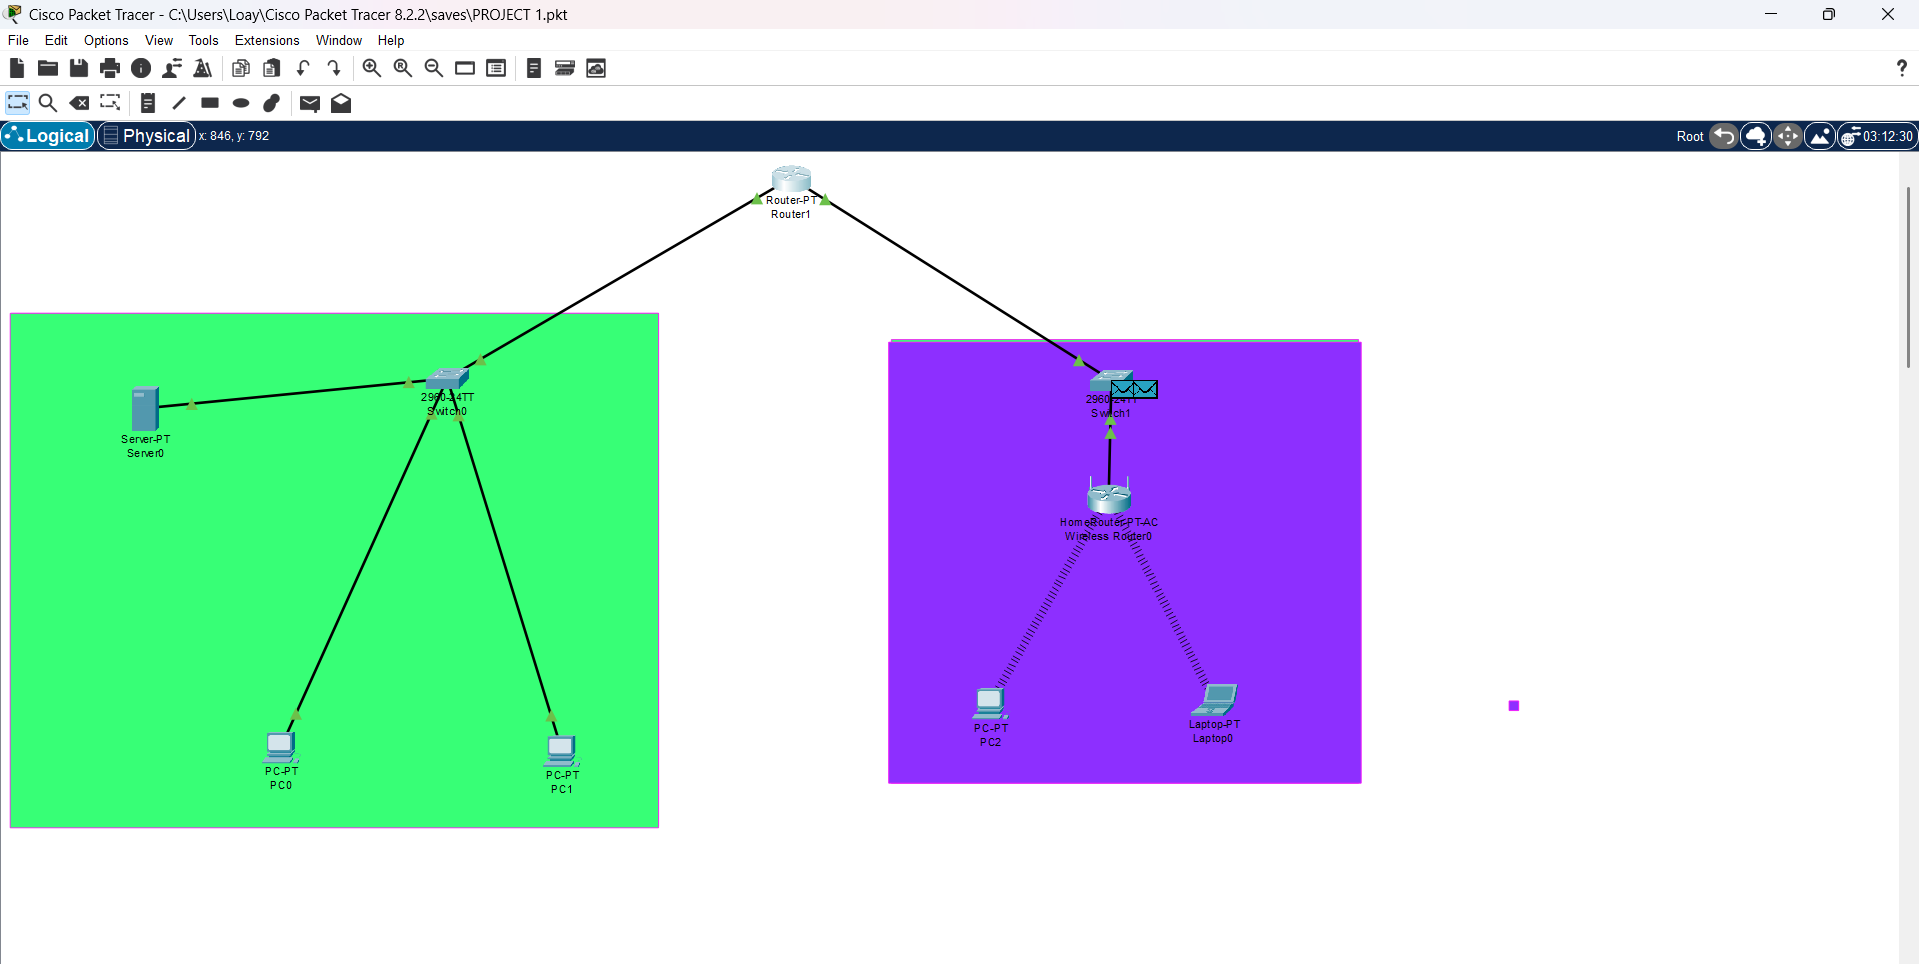 Cisco Packet Tracer - C:\Users\Loay\Cisco Packet Tracer 8.2.2\saves\PROJECT 1.pkt
File Edit Options View Tools Extensions Window Help
Logical Physical x: 846, y: 792 Root 03:12:30
Router-PT
Router1
2960-24TT
Switch0
Server-PT
Server0
PC-PT
PC0
PC-PT
PC1
2960-24TT
Switch1
HomeRouter-PT-AC
Wireless Router0
PC-PT
PC2
Laptop-PT
Laptop0